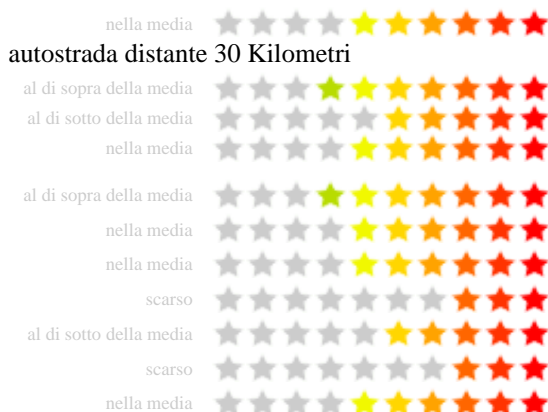 nella media
autostrada distante 30 Kilometri
al di sopra della media
al di sotto della media
nella media
al di sopra della media
nella media
nella media
scarso
al di sotto della media
scarso
nella media